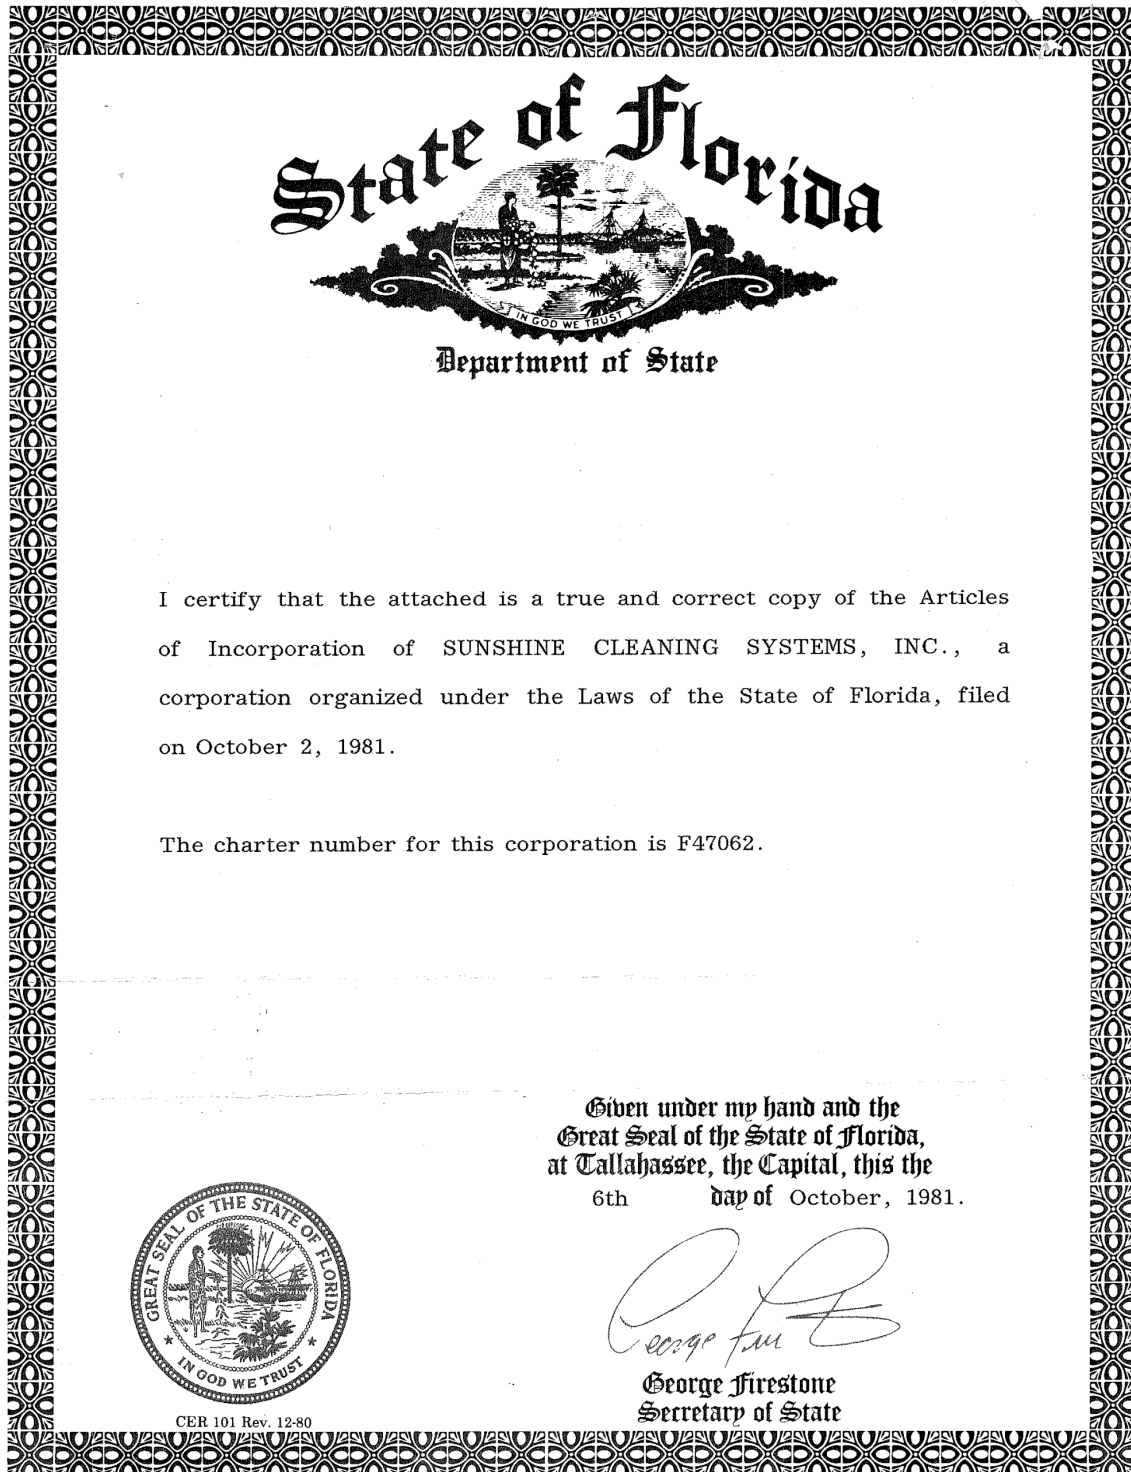 State of Florida
IN GOD WE TRUST
Department of State
I certify that the attached is a true and correct copy of the Articles
of Incorporation of SUNSHINE CLEANING SYSTEMS, INC., a
corporation organized under the Laws of the State of Florida, filed
on October 2, 1981.
The charter number for this corporation is F47062.
Given under my hand and the
Great Seal of the State of Florida,
at Tallahassee, the Capital, this the
6th day of October, 1981.
GREAT SEAL OF THE STATE OF FLORIDA
IN GOD WE TRUST
CER 101 Rev. 12-80
George Firestone
Secretary of State